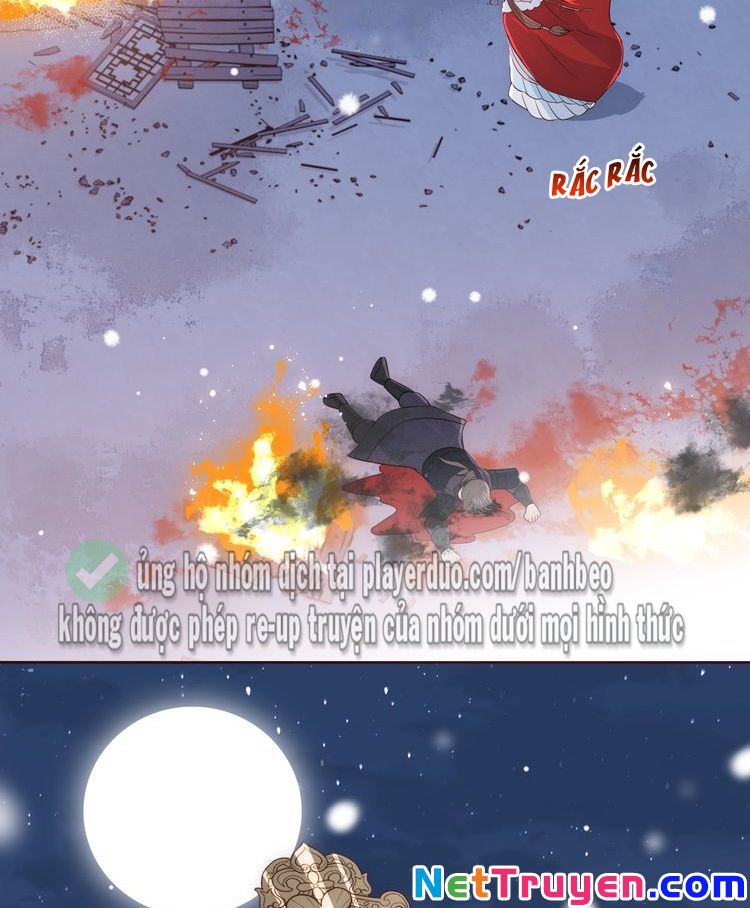 RẮC RẮC
ủng hộ nhóm dịch tại playerduo.com/banhbeo
không được phép re-up truyện của nhóm dưới mọi hình thức
NetTruyen.com